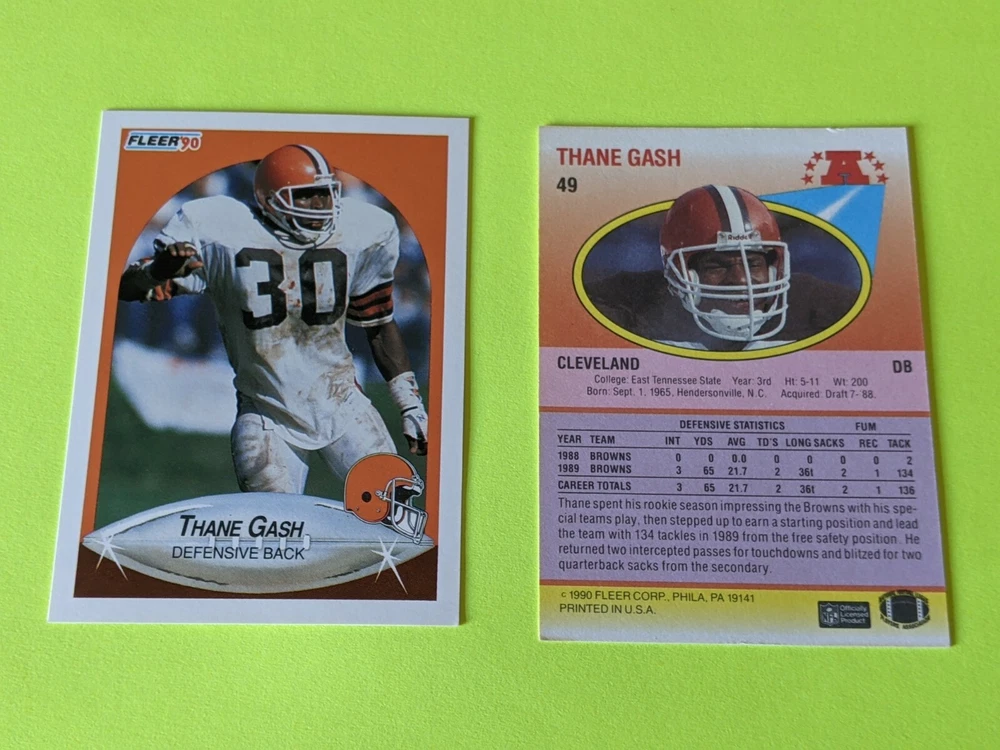 FLEER '90
30
THANE GASH
DEFENSIVE BACK
THANE GASH
49
A
Riddell
CLEVELAND DB
College: East Tennessee State Year: 3rd Ht: 5-11 Wt: 200
Born: Sept. 1, 1965, Hendersonville, N.C. Acquired: Draft 7- 88.
DEFENSIVE STATISTICS FUM
YEAR TEAM INT YDS AVG TD'S LONG SACKS REC TACK
1988 BROWNS 0 0 0.0 0 0 0 0 2
1989 BROWNS 3 65 21.7 2 36t 2 1 134
CAREER TOTALS 3 65 21.7 2 36t 2 1 136
Thane spent his rookie season impressing the Browns with his spe-
cial teams play, then stepped up to earn a starting position and lead
the team with 134 tackles in 1989 from the free safety position. He
returned two intercepted passes for touchdowns and blitzed for two
quarterback sacks from the secondary.
© 1990 FLEER CORP., PHILA, PA 19141
PRINTED IN U.S.A.
NFL
Officially
Licensed
Product